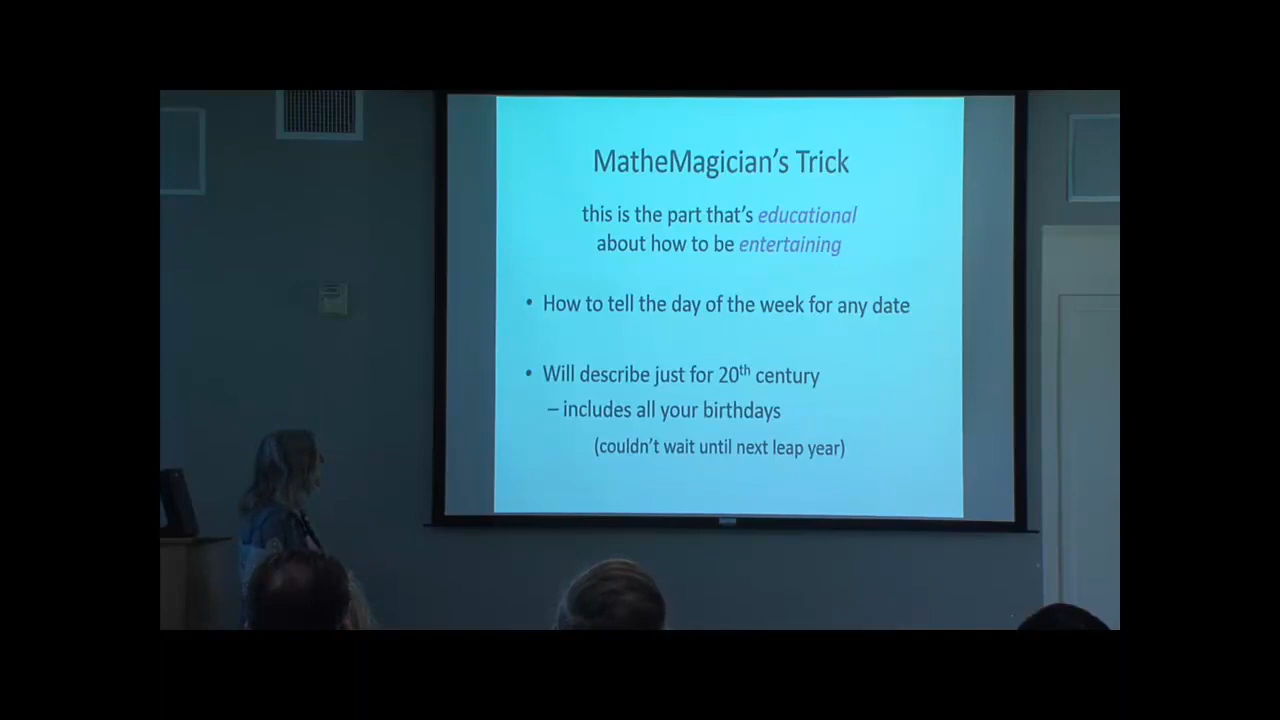 MatheMagician's Trick
this is the part that's educational
about how to be entertaining
• How to tell the day of the week for any date
• Will describe just for 20th century
– includes all your birthdays
(couldn't wait until next leap year)